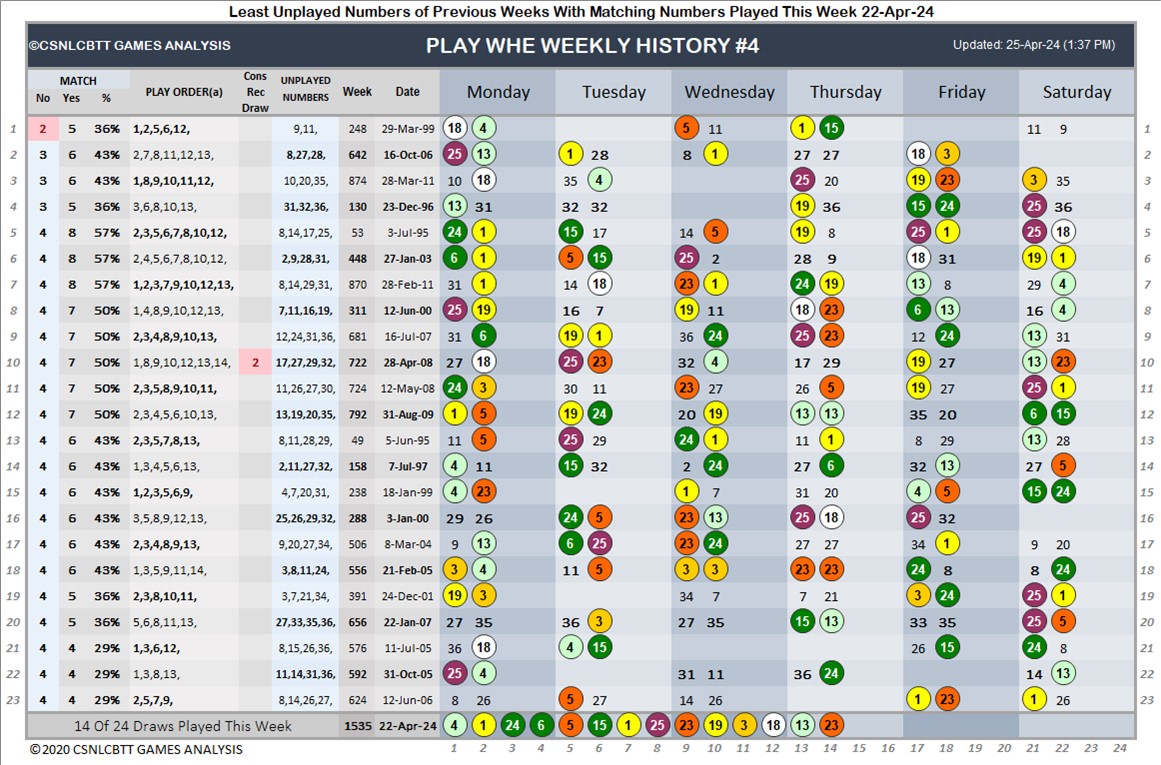 Least Unplayed Numbers of Previous Weeks With Matching Numbers Played This Week 22-Apr-24
©CSNLCBTT GAMES ANALYSIS PLAY WHE WEEKLY HISTORY #4 Updated: 25-Apr-24 (1:37 PM)
MATCH Cons
No Yes % PLAY ORDER(a) Rec UNPLAYED Week Date Monday Tuesday Wednesday Thursday Friday Saturday
Draw NUMBERS
1 2 5 36% 1,2,5,6,12, 9,11, 248 29-Mar-99 18 4 5 11 1 15 11 9 1
2 3 6 43% 2,7,8,11,12,13, 8,27,28, 642 16-Oct-06 25 13 1 28 8 1 27 27 18 3 2
3 3 6 43% 1,8,9,10,11,12, 10,20,35, 874 28-Mar-11 10 18 35 4 25 20 19 23 3 35 3
4 3 5 36% 3,6,8,10,13, 31,32,36, 130 23-Dec-96 13 31 32 32 19 36 15 24 25 36 4
5 4 8 57% 2,3,5,6,7,8,10,12, 8,14,17,25, 53 3-Jul-95 24 1 15 17 14 5 19 8 25 1 25 18 5
6 4 8 57% 2,4,5,6,7,8,10,12, 2,9,28,31, 448 27-Jan-03 6 1 5 15 25 2 28 9 18 31 19 1 6
7 4 8 57% 1,2,3,7,9,10,12,13, 8,14,29,31, 870 28-Feb-11 31 1 14 18 23 1 24 19 13 8 29 4 7
8 4 7 50% 1,4,8,9,10,12,13, 7,11,16,19, 311 12-Jun-00 25 19 16 7 19 11 18 23 6 13 16 4 8
9 4 7 50% 2,3,4,8,9,10,13, 12,24,31,36, 681 16-Jul-07 31 6 19 1 36 24 25 23 12 24 13 31 9
10 4 7 50% 1,8,9,10,12,13,14, 2 17,27,29,32, 722 28-Apr-08 27 18 25 23 32 4 17 29 19 27 13 23 10
11 4 7 50% 2,3,5,8,9,10,11, 11,26,27,30, 724 12-May-08 24 3 30 11 23 27 26 5 19 27 25 1 11
12 4 7 50% 2,3,4,5,6,10,13, 13,19,20,35, 792 31-Aug-09 1 5 19 24 20 19 13 13 35 20 6 15 12
13 4 6 43% 2,3,5,7,8,13, 8,11,28,29, 49 5-Jun-95 11 5 25 29 24 1 11 1 8 29 13 28 13
14 4 6 43% 1,3,4,5,6,13, 2,11,27,32, 158 7-Jul-97 4 11 15 32 2 24 27 6 32 13 27 5 14
15 4 6 43% 1,2,3,5,6,9, 4,7,20,31, 238 18-Jan-99 4 23 1 7 31 20 4 5 15 24 15
16 4 6 43% 3,5,8,9,12,13, 25,26,29,32, 288 3-Jan-00 29 26 24 5 23 13 25 18 25 32 16
17 4 6 43% 2,3,4,8,9,13, 9,20,27,34, 506 8-Mar-04 9 13 6 25 23 24 27 27 34 1 9 20 17
18 4 6 43% 1,3,5,9,11,14, 3,8,11,24, 556 21-Feb-05 3 4 11 5 3 3 23 23 24 8 8 24 18
19 4 5 36% 2,3,8,10,11, 3,7,21,34, 391 24-Dec-01 19 3 34 7 7 21 3 24 25 1 19
20 4 5 36% 5,6,8,11,13, 27,33,35,36, 656 22-Jan-07 27 35 36 3 27 35 15 13 33 35 25 5 20
21 4 4 29% 1,3,6,12, 8,15,26,36, 576 11-Jul-05 36 18 4 15 26 15 24 8 21
22 4 4 29% 1,3,8,13, 11,14,31,36, 592 31-Oct-05 25 4 31 11 36 24 14 13 22
23 4 4 29% 2,5,7,9, 8,14,26,27, 624 12-Jun-06 8 26 5 27 14 26 1 23 1 26 23
14 Of 24 Draws Played This Week 1535 22-Apr-24 4 1 24 6 5 15 1 25 23 19 3 18 13 23
© 2020 CSNLCBTT GAMES ANALYSIS 1 2 3 4 5 6 7 8 9 10 11 12 13 14 15 16 17 18 19 20 21 22 23 24